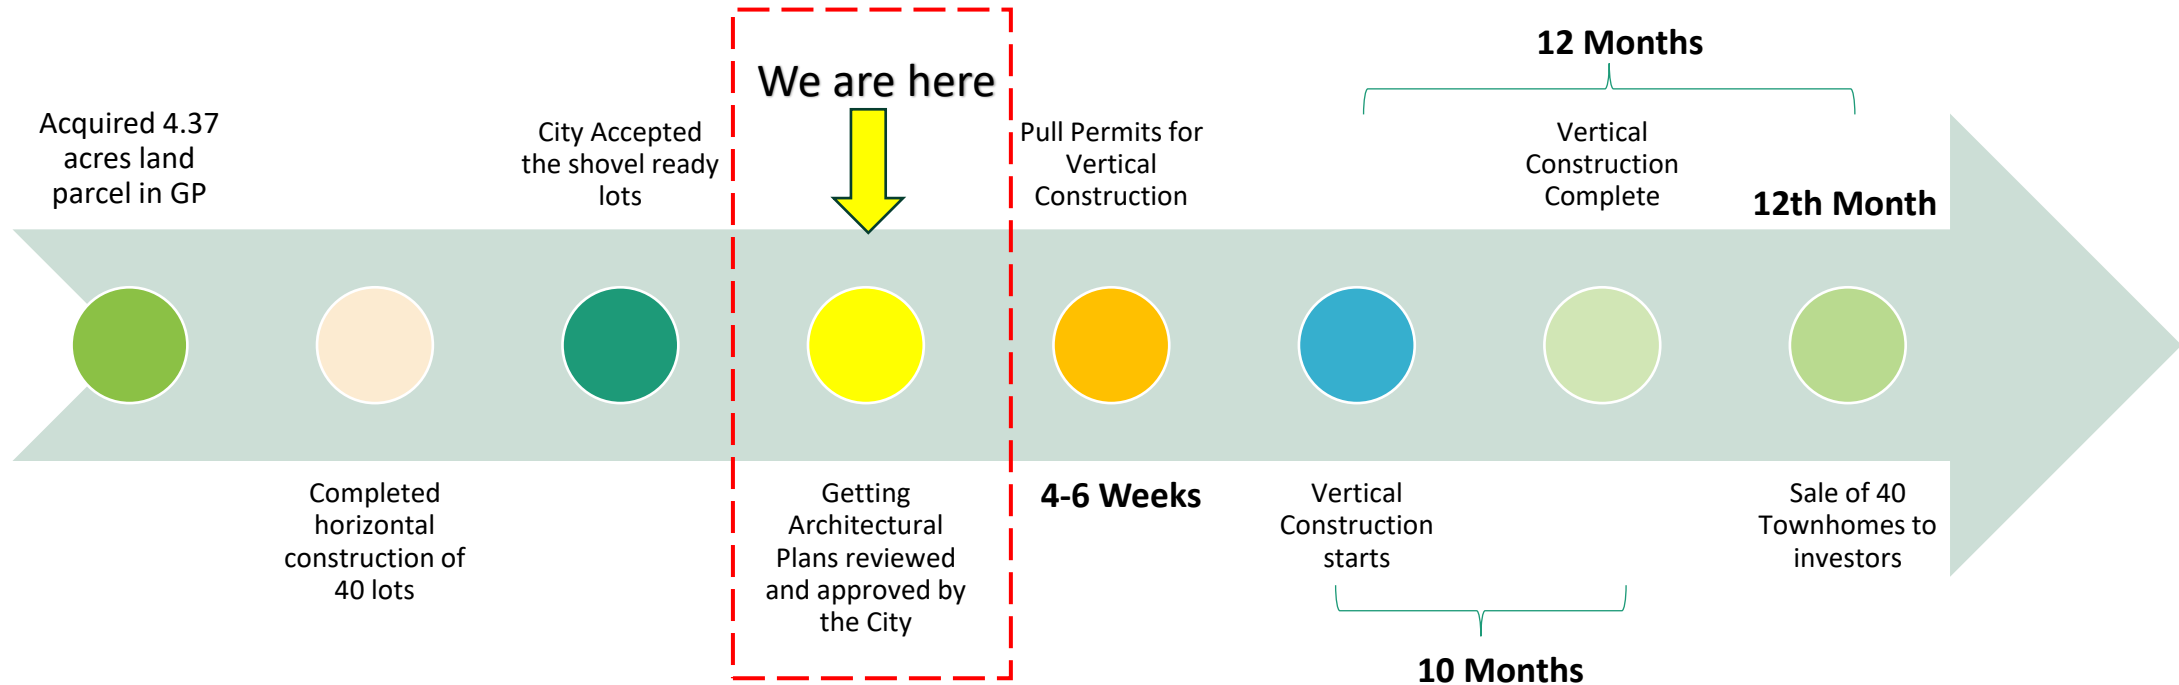 Acquired 4.37
acres land
parcel in GP
Completed
horizontal
construction of
40 lots
City Accepted
the shovel ready
lots
We are here
Getting
Architectural
Plans reviewed
and approved by
the City
Pull Permits for
Vertical
Construction
4-6 Weeks
Vertical
Construction
starts
10 Months
12 Months
Vertical
Construction
Complete
12th Month
Sale of 40
Townhomes to
investors